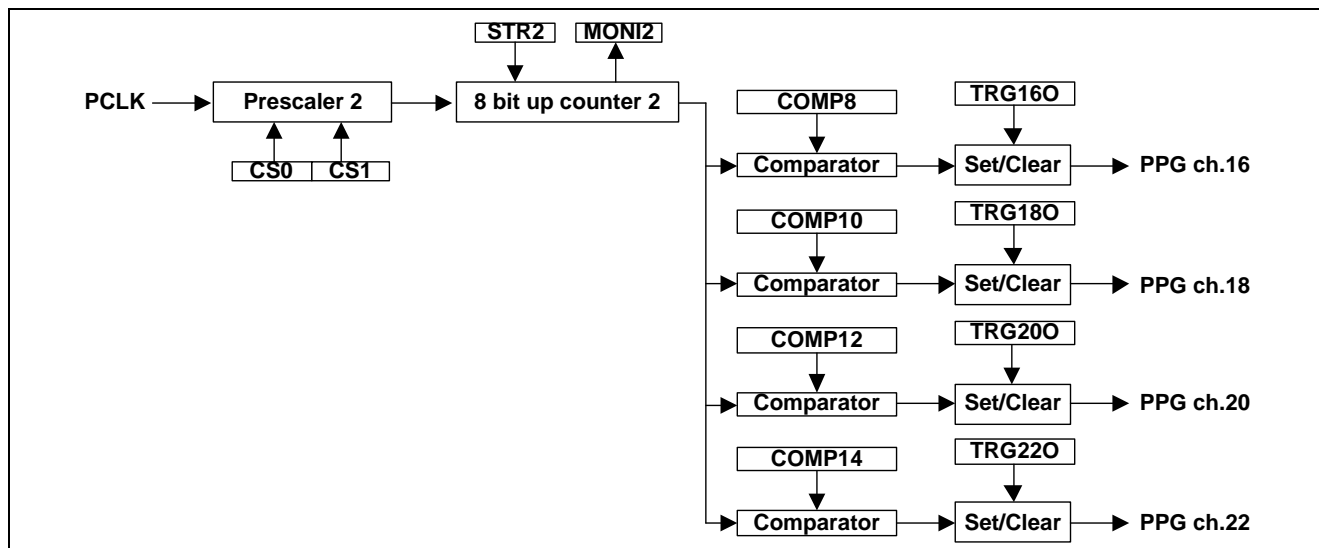 STR2 MONI2
PCLK Prescaler 2 8 bit up counter 2
CS0 CS1
COMP8 TRG16O
Comparator Set/Clear PPG ch.16
COMP10 TRG18O
Comparator Set/Clear PPG ch.18
COMP12 TRG20O
Comparator Set/Clear PPG ch.20
COMP14 TRG22O
Comparator Set/Clear PPG ch.22